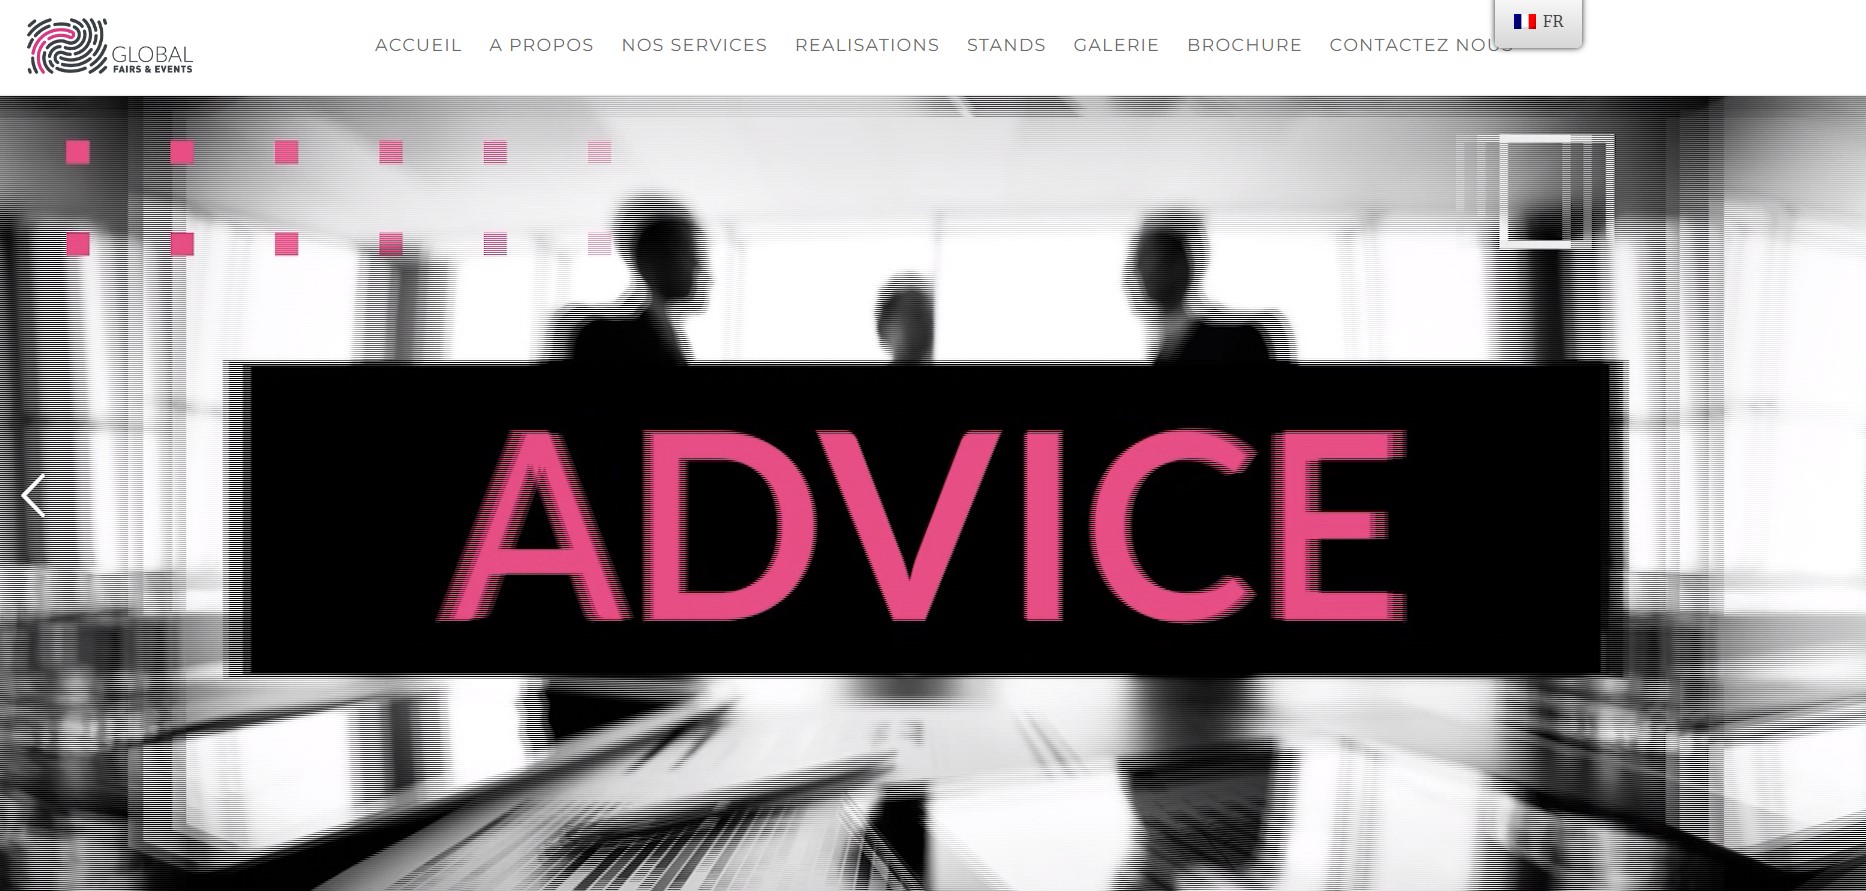 GLOBAL
FAIRS & EVENTS
ACCUEIL A PROPOS NOS SERVICES REALISATIONS STANDS GALERIE BROCHURE CONTACTEZ NOUS
FR
ADVICE